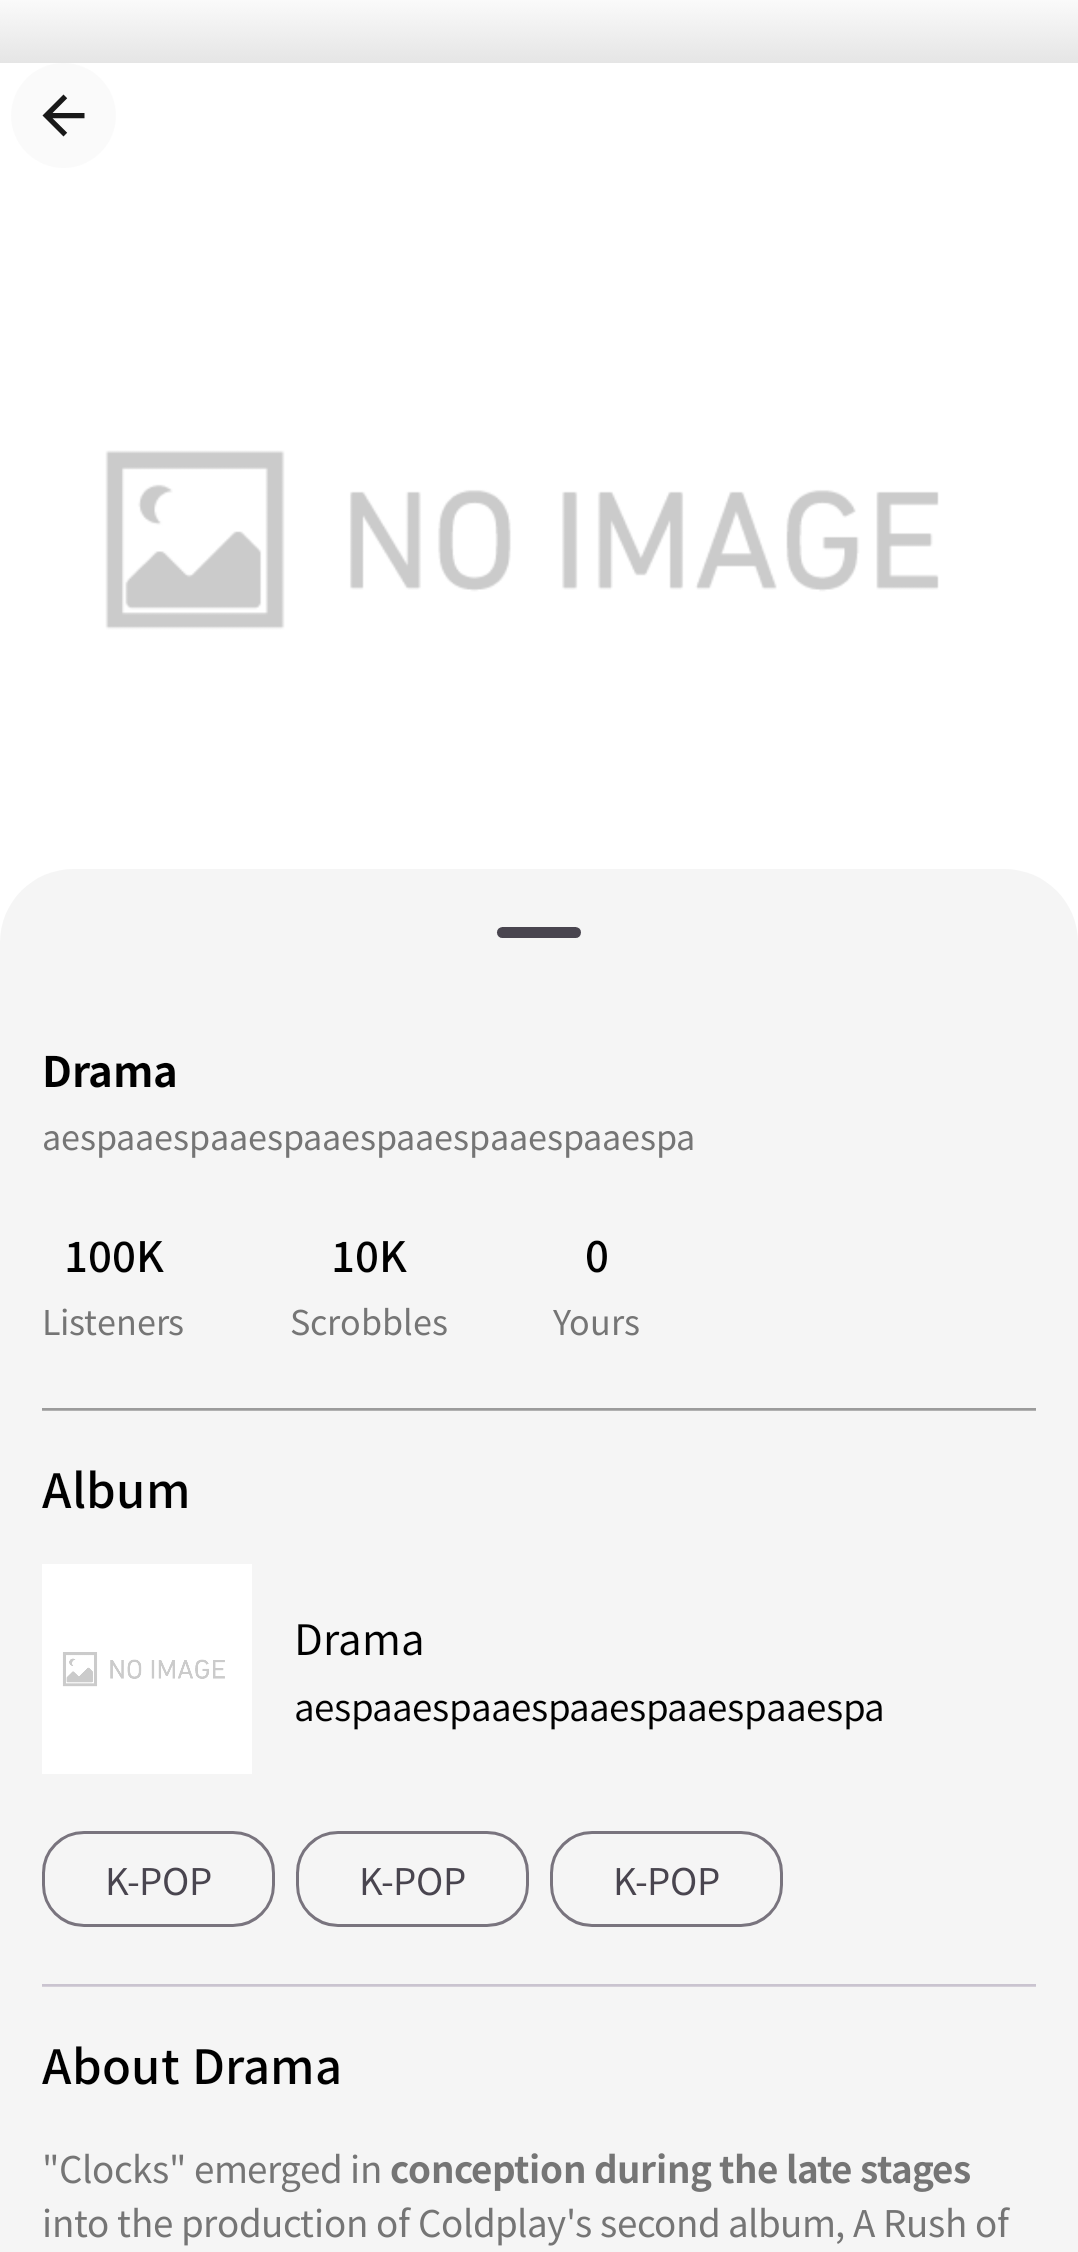 NO IMAGE
Drama
aespaaespaaespaaespaaespaaespaaespa
100K 10K 0
Listeners Scrobbles Yours
Album
NO IMAGE
Drama
aespaaespaaespaaespaaespaaespa
K-POP K-POP K-POP
About Drama
"Clocks" emerged in conception during the late stages
into the production of Coldplay's second album, A Rush of